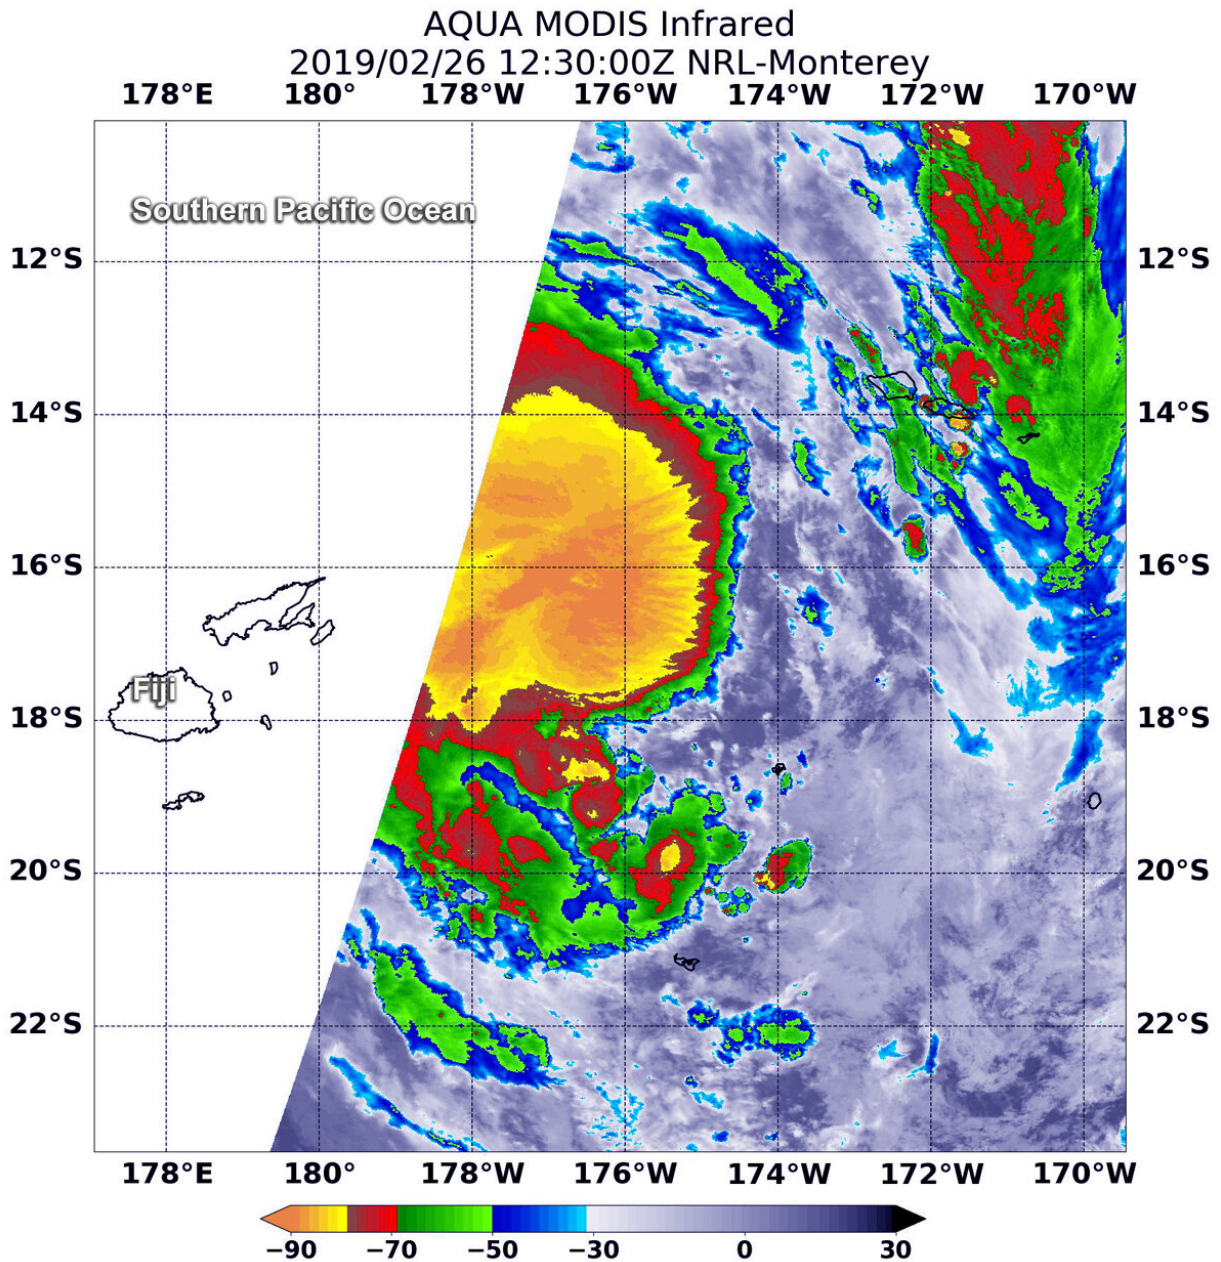 AQUA MODIS Infrared
2019/02/26 12:30:00Z NRL-Monterey
178°E 180° 178°W 176°W 174°W 172°W 170°W
Southern Pacific Ocean
12°S 12°S
14°S 14°S
16°S 16°S
Fiji
18°S 18°S
20°S 20°S
22°S 22°S
178°E 180° 178°W 176°W 174°W 172°W 170°W
−90 −70 −50 −30 0 30